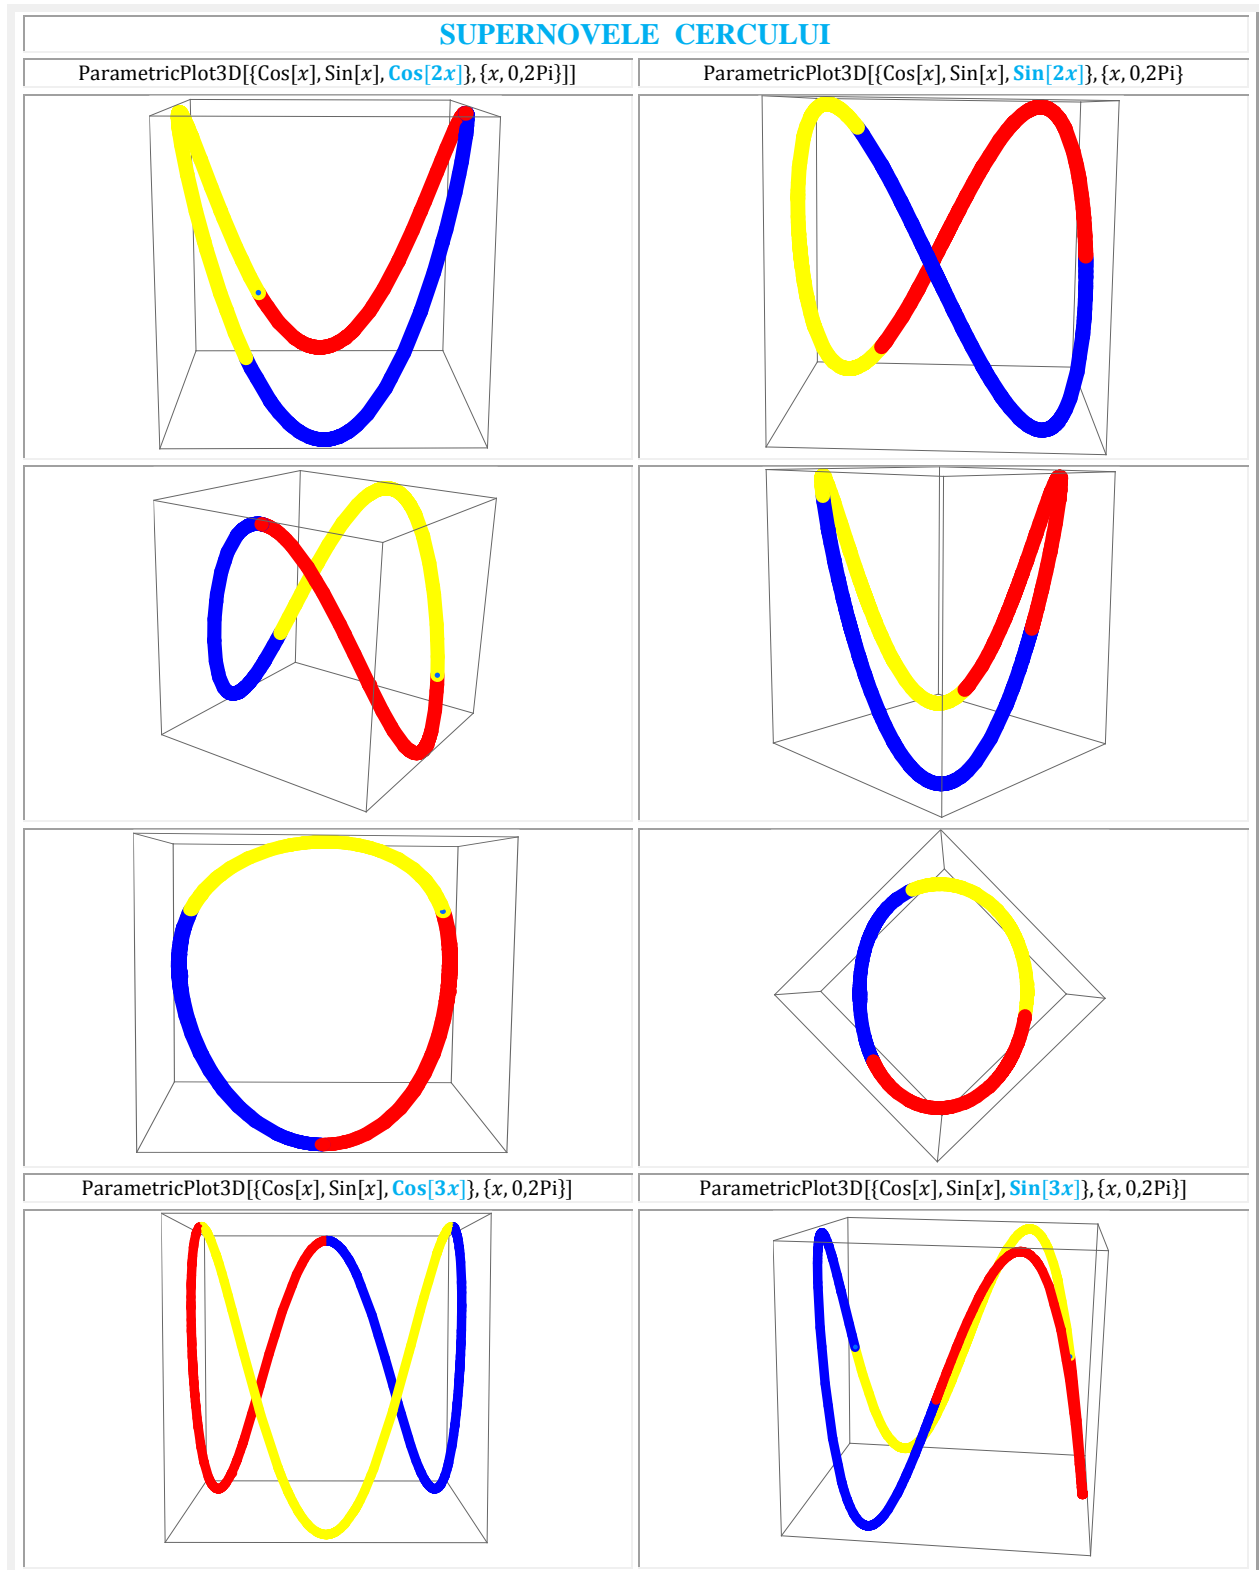 SUPERNOVELE CERCULUI
ParametricPlot3D[{Cos[x], Sin[x], Cos[2x]}, {x, 0,2Pi}]]
ParametricPlot3D[{Cos[x], Sin[x], Sin[2x]}, {x, 0,2Pi}
ParametricPlot3D[{Cos[x], Sin[x], Cos[3x]}, {x, 0,2Pi}]
ParametricPlot3D[{Cos[x], Sin[x], Sin[3x]}, {x, 0,2Pi}]